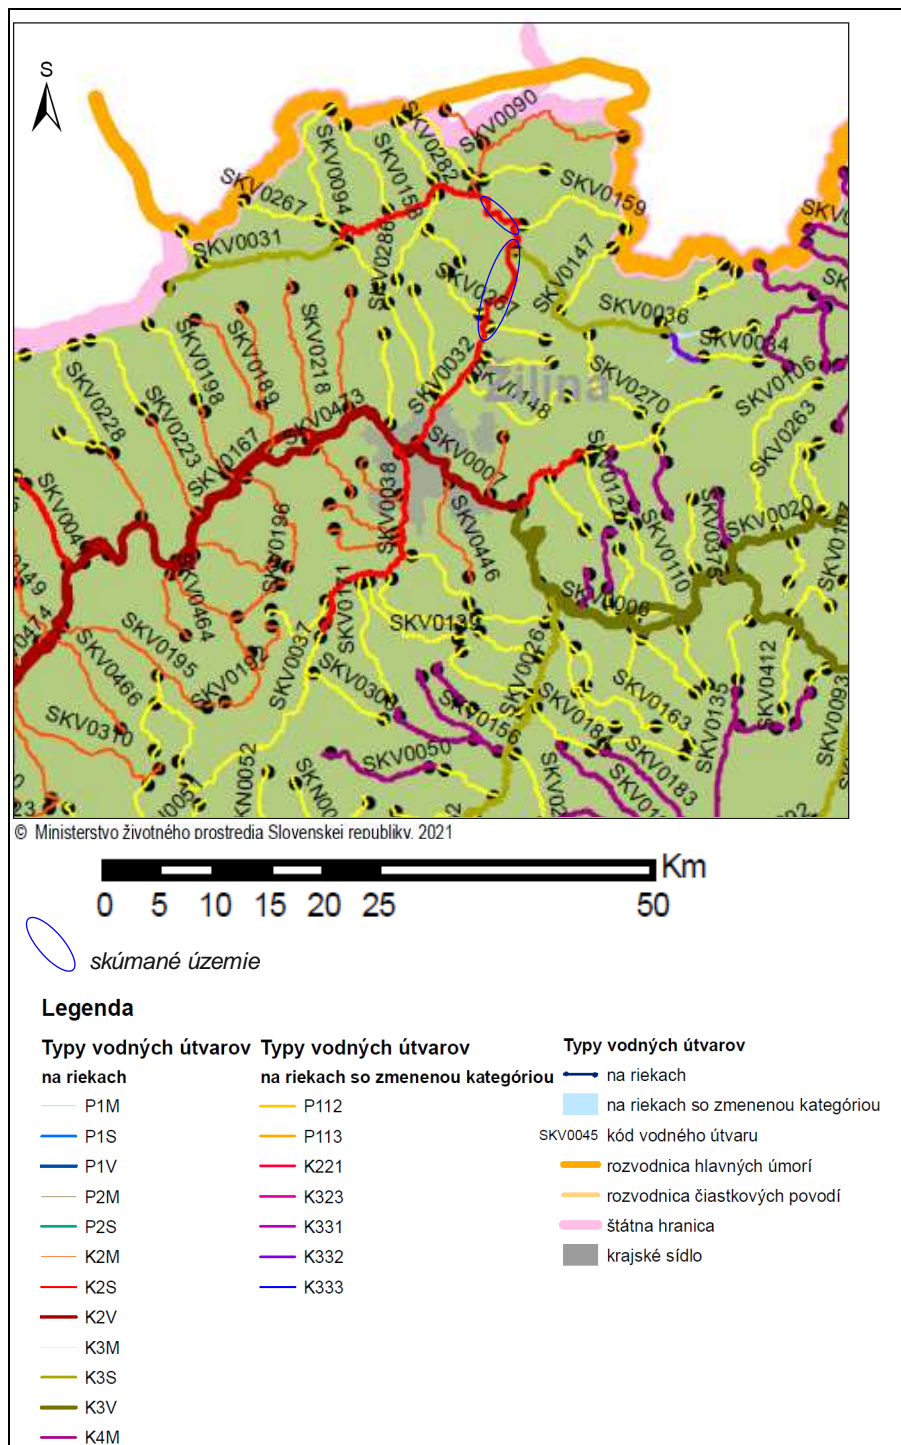 S
SKV0090
SKV0282
SKV0158
SKV0094
SKV0267
SKV0159
SKV0031
SKV0286
SKV0147
SKV0036
SKV0034
SKV0032
Žilina
SKV0148
SKV0106
SKV0270
SKV0263
SKV0218
SKV0189
SKV0198
SKV0473
SKV0167
SKV0223
SKV0228
SKV0007
SKV0038
SKV0020
SKV0110
SKV0446
SKV0196
SKV0464
SKV0006
SKV0171
SKV0139
SKV0026
SKV0037
SKV0195
SKV0192
SKV0466
SKV0310
SKV0156
SKV0163
SKV0135
SKV0412
SKV0093
SKV0183
SKV0050
© Ministerstvo životného prostredia Slovenskej republiky, 2021
Km
0 5 10 15 20 25 50
skúmané územie
Legenda
Typy vodných útvarov
na riekach
P1M
P1S
P1V
P2M
P2S
K2M
K2S
K2V
K3M
K3S
K3V
K4M
Typy vodných útvarov
na riekach so zmenenou kategóriou
P112
P113
K221
K323
K331
K332
K333
Typy vodných útvarov
na riekach
na riekach so zmenenou kategóriou
SKV0045 kód vodného útvaru
rozvodnica hlavných úmorí
rozvodnica čiastkových povodí
štátna hranica
krajské sídlo